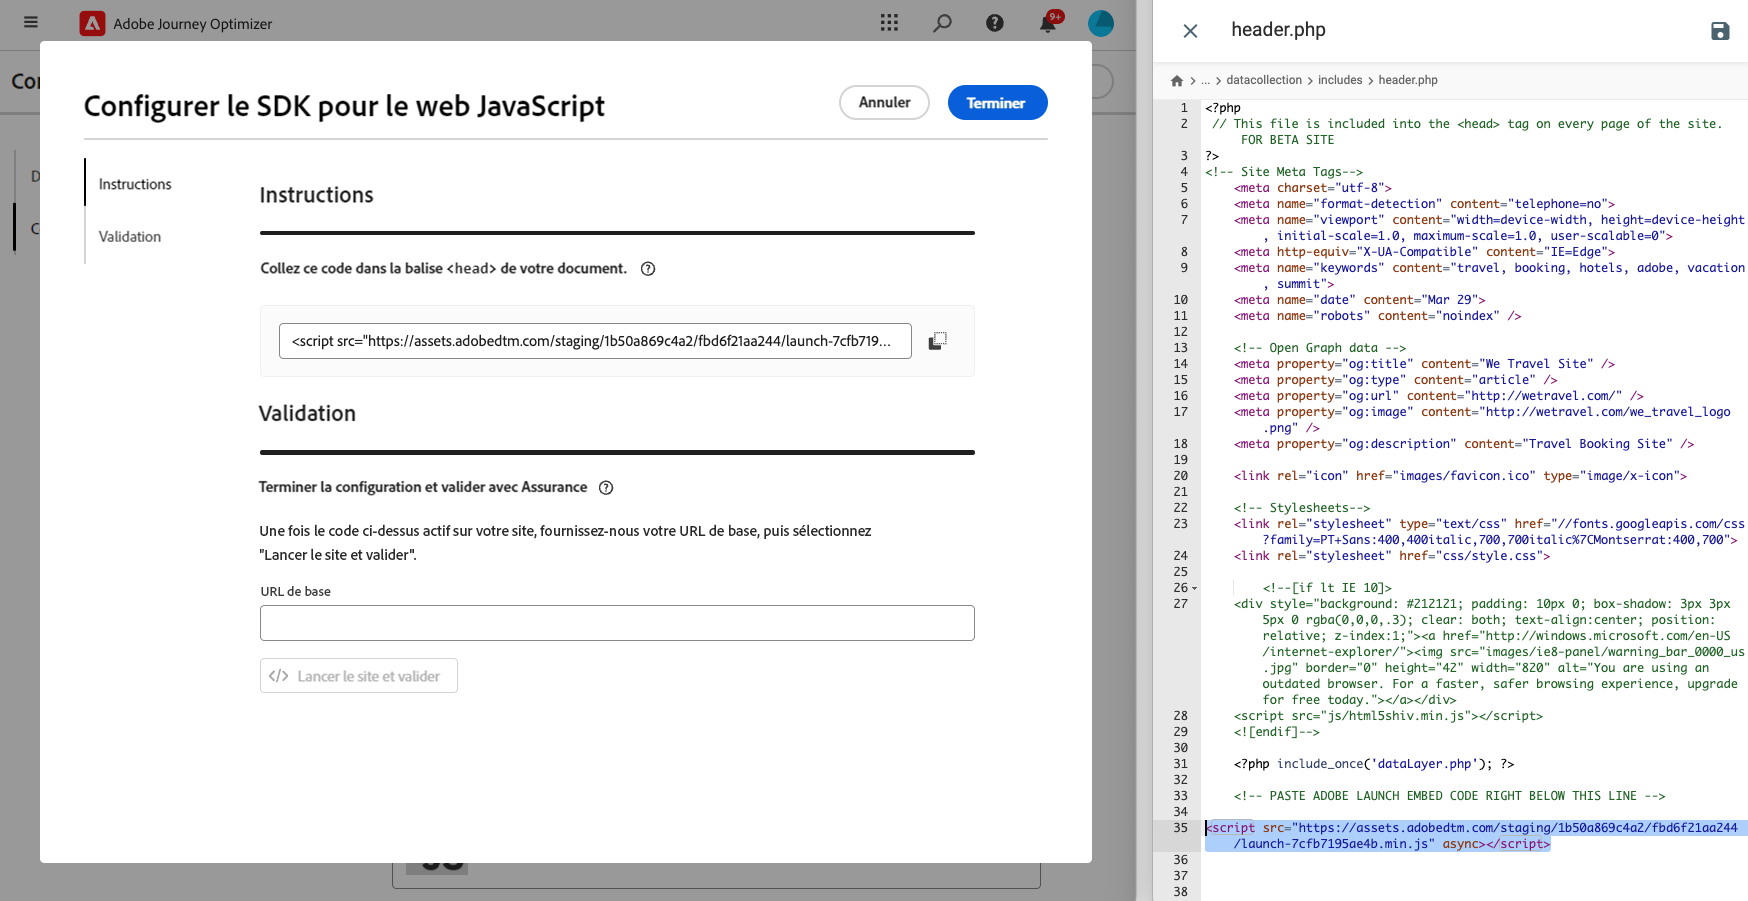 Adobe Journey Optimizer
9+
Con
Configurer le SDK pour le web JavaScript
Annuler
Terminer
D
C
Instructions
Validation
Instructions
Collez ce code dans la balise <head> de votre document.
<script src="https://assets.adobedtm.com/staging/1b50a869c4a2/fbd6f21aa244/launch-7cfb719...
Validation
Terminer la configuration et valider avec Assurance
Une fois le code ci-dessus actif sur votre site, fournissez-nous votre URL de base, puis sélectionnez
"Lancer le site et valider".
URL de base
</> Lancer le site et valider
header.php
> ... > datacollection > includes > header.php
1 <?php
2 // This file is included into the <head> tag on every page of the site.
FOR BETA SITE
3 ?>
4 <!-- Site Meta Tags-->
5 <meta charset="utf-8">
6 <meta name="format-detection" content="telephone=no">
7 <meta name="viewport" content="width=device-width, height=device-height
, initial-scale=1.0, maximum-scale=1.0, user-scalable=0">
8 <meta http-equiv="X-UA-Compatible" content="IE=Edge">
9 <meta name="keywords" content="travel, booking, hotels, adobe, vacation
, summit">
10 <meta name="date" content="Mar 29">
11 <meta name="robots" content="noindex" />
12
13 <!-- Open Graph data -->
14 <meta property="og:title" content="We Travel Site" />
15 <meta property="og:type" content="article" />
16 <meta property="og:url" content="http://wetravel.com/" />
17 <meta property="og:image" content="http://wetravel.com/we_travel_logo
.png" />
18 <meta property="og:description" content="Travel Booking Site" />
19
20 <link rel="icon" href="images/favicon.ico" type="image/x-icon">
21
22 <!-- Stylesheets-->
23 <link rel="stylesheet" type="text/css" href="//fonts.googleapis.com/css
?family=PT+Sans:400,400italic,700,700italic%7CMontserrat:400,700">
24 <link rel="stylesheet" href="css/style.css">
25
26 <!--[if lt IE 10]>
27 <div style="background: #212121; padding: 10px 0; box-shadow: 3px 3px
5px 0 rgba(0,0,0,.3); clear: both; text-align:center; position:
relative; z-index:1;"><a href="http://windows.microsoft.com/en-US
/internet-explorer/"><img src="images/ie8-panel/warning_bar_0000_us
.jpg" border="0" height="42" width="820" alt="You are using an
outdated browser. For a faster, safer browsing experience, upgrade
for free today."></a></div>
28 <script src="js/html5shiv.min.js"></script>
29 <![endif]-->
30
31 <?php include_once('dataLayer.php'); ?>
32
33 <!-- PASTE ADOBE LAUNCH EMBED CODE RIGHT BELOW THIS LINE -->
34
35 <script src="https://assets.adobedtm.com/staging/1b50a869c4a2/fbd6f21aa244
/launch-7cfb7195ae4b.min.js" async></script>
36
37
38